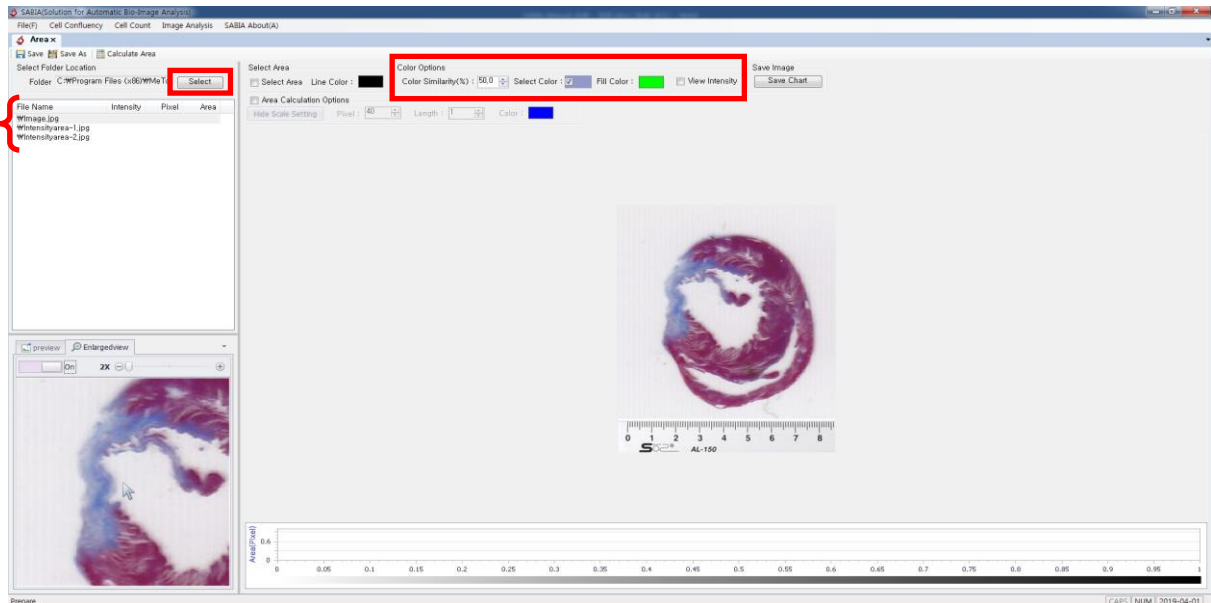 SABIA(Solution for Automatic Bio-Image Analysis)
File(F) Cell Confluency Cell Count Image Analysis SABIA About(A)
Area x
Save Save As Calculate Area
Select Folder Location
Folder C:₩Program Files (x86)₩MeTo Select
File Name Intensity Pixel Area
₩image.jpg
₩intensityarea-1.jpg
₩intensityarea-2.jpg
Select Area
Select Area Line Color :
Area Calculation Options
Hide Scale Setting Pixel : 40 Length : 1 Color :
Color Options
Color Similarity(%) : 50.0 Select Color : Fill Color : View Intensity
Save Image
Save Chart
preview Enlargedview
On 2X
0 1 2 3 4 5 6 7 8
AL-150
Area(Pixel)
0.6
0
0 0.05 0.1 0.15 0.2 0.25 0.3 0.35 0.4 0.45 0.5 0.55 0.6 0.65 0.7 0.75 0.8 0.85 0.9 0.95 1
Prepare
CAPS NUM 2019-04-01